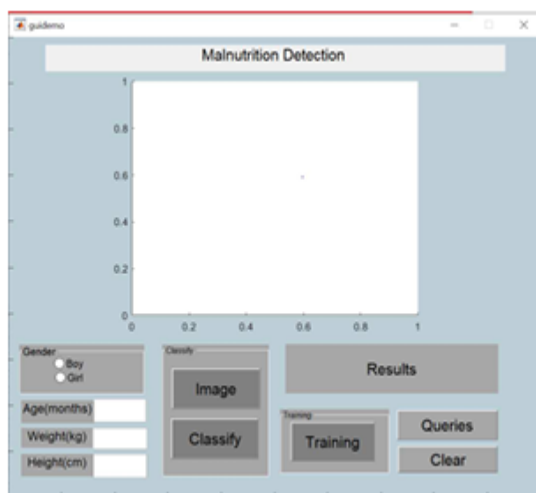 guidemo
Malnutrition Detection
1
0.8
0.6
0.4
0.2
0
0 0.2 0.4 0.6 0.8 1
Gender
Boy
Girl
Age(months)
Weight(kg)
Height(cm)
Classify
Image
Classify
Results
Training
Training
Queries
Clear